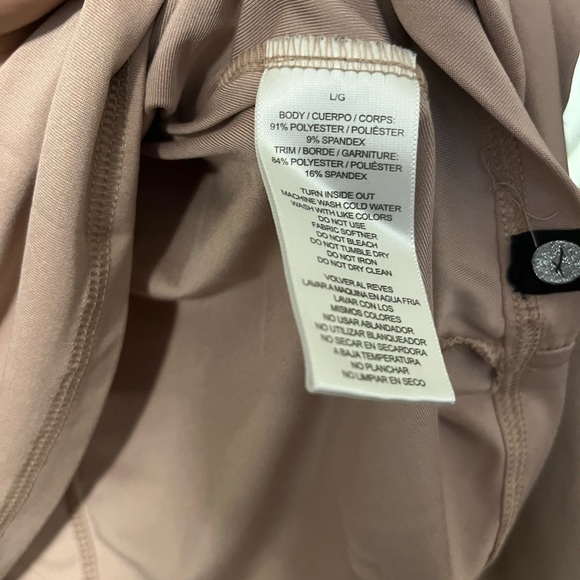 L/G
BODY / CUERPO / CORPS:
91% POLYESTER / POLIÉSTER
9% SPANDEX
TRIM / BORDE / GARNITURE:
84% POLYESTER / POLIÉSTER
16% SPANDEX
TURN INSIDE OUT
MACHINE WASH COLD WATER
WASH WITH LIKE COLORS
DO NOT USE
FABRIC SOFTNER
DO NOT BLEACH
DO NOT TUMBLE DRY
DO NOT IRON
DO NOT DRY CLEAN
VOLVER AL REVES
LAVAR A MAQUINA EN AGUA FRIA
LAVAR CON LOS
MISMOS COLORES
NO USAR ABLANDADOR
NO UTILIZAR BLANQUEADOR
NO SECAR EN SECARDORA
A BAJA TEMPERATURA
NO PLANCHAR
NO LIMPIAR EN SECO